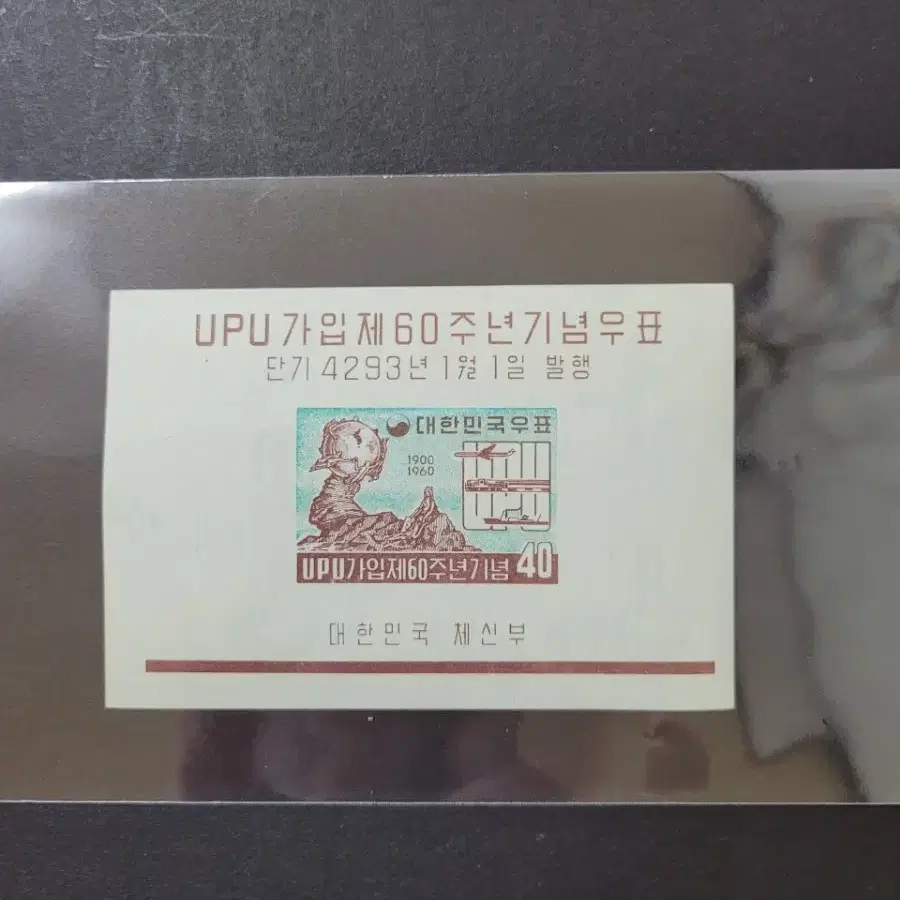 UPU 가입제60주년기념우표
단기 4293년 1월 1일 발행
대한민국우표
1900
1960
UPU가입제60주년기념 40
대한민국 체신부